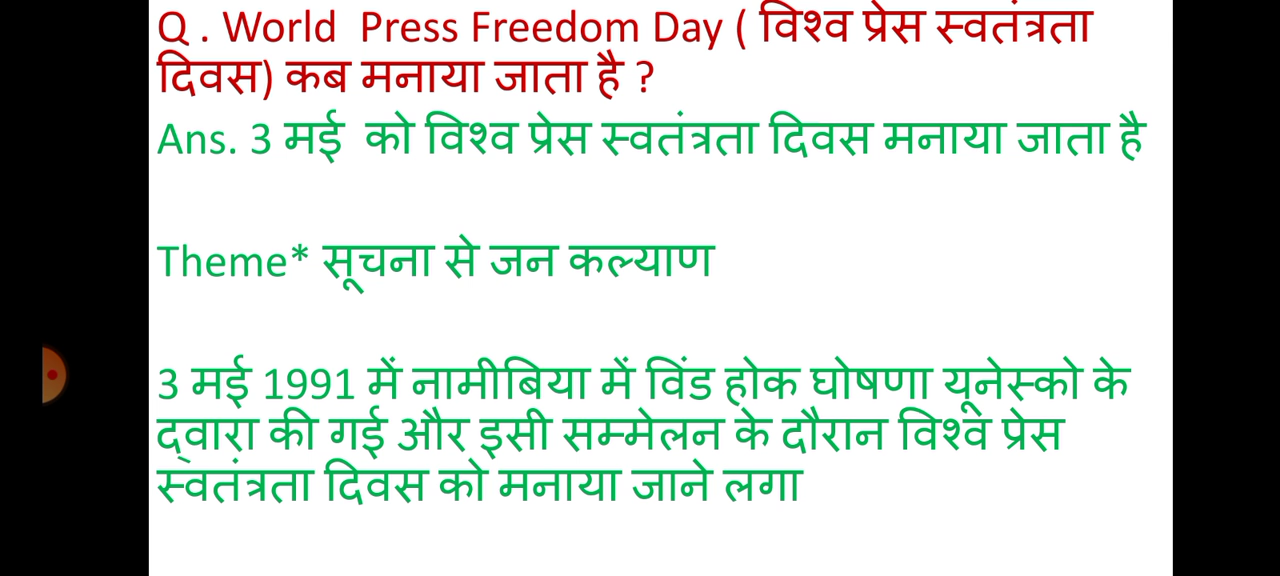 Q . World  Press Freedom Day ( विश्व प्रेस स्वतंत्रता
दिवस) कब मनाया जाता है ?
Ans. 3 मई  को विश्व प्रेस स्वतंत्रता दिवस मनाया जाता है
Theme* सूचना से जन कल्याण
3 मई 1991 में नामीबिया में विंड होक घोषणा यूनेस्को के
द्वारा की गई और इसी सम्मेलन के दौरान विश्व प्रेस
स्वतंत्रता दिवस को मनाया जाने लगा